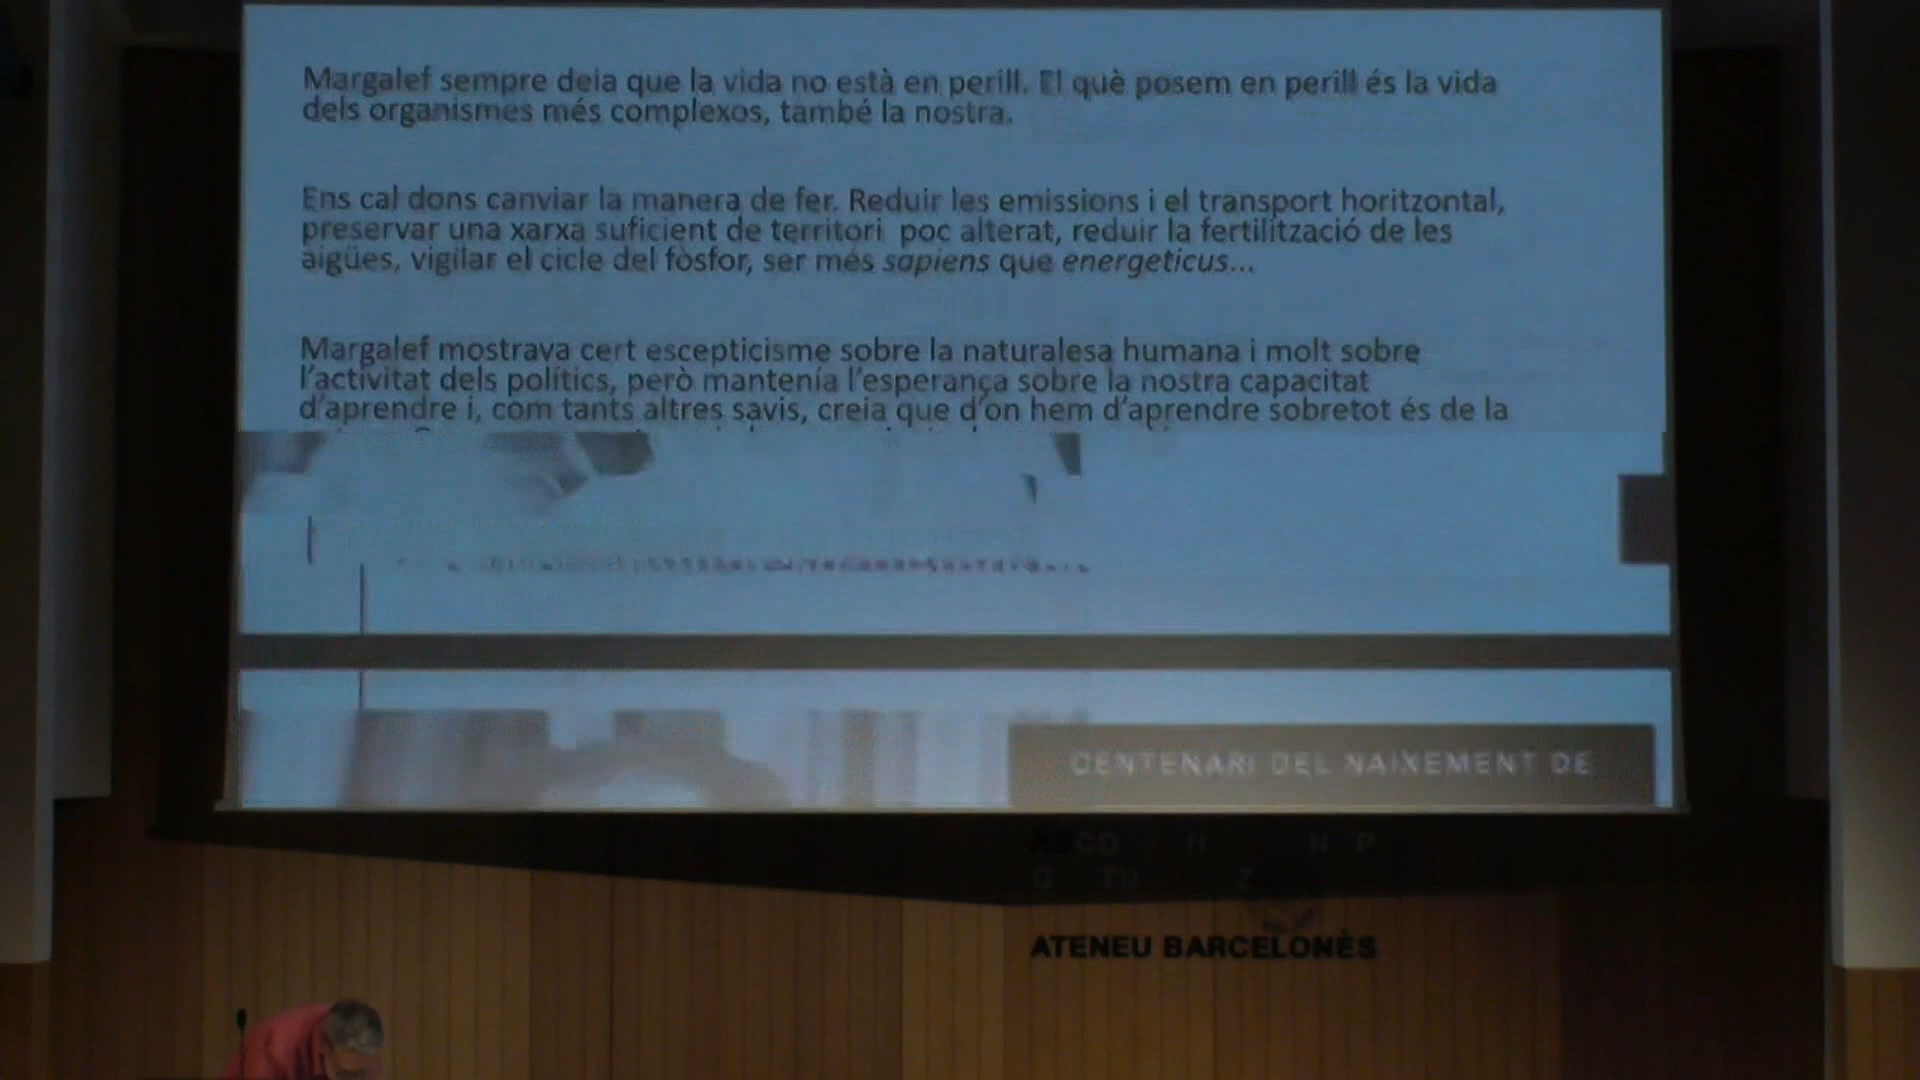 Margalef sempre deia que la vida no està en perill. El què posem en perill és la vida
dels organismes més complexos, també la nostra.
Ens cal dons canviar la manera de fer. Reduir les emissions i el transport horitzontal,
preservar una xarxa suficient de territori poc alterat, reduir la fertilització de les
aigües, vigilar el cicle del fòsfor, ser més sapiens que energeticus...
Margalef mostrava cert escepticisme sobre la naturalesa humana i molt sobre
l'activitat dels polítics, però mantenía l'esperança sobre la nostra capacitat
d'aprendre i, com tants altres savis, creia que d'on hem d'aprendre sobretot és de la
CENTENARI DEL NAIXEMENT DE
ABCD H N P
Q TU Z
ATENEU BARCELONÈS